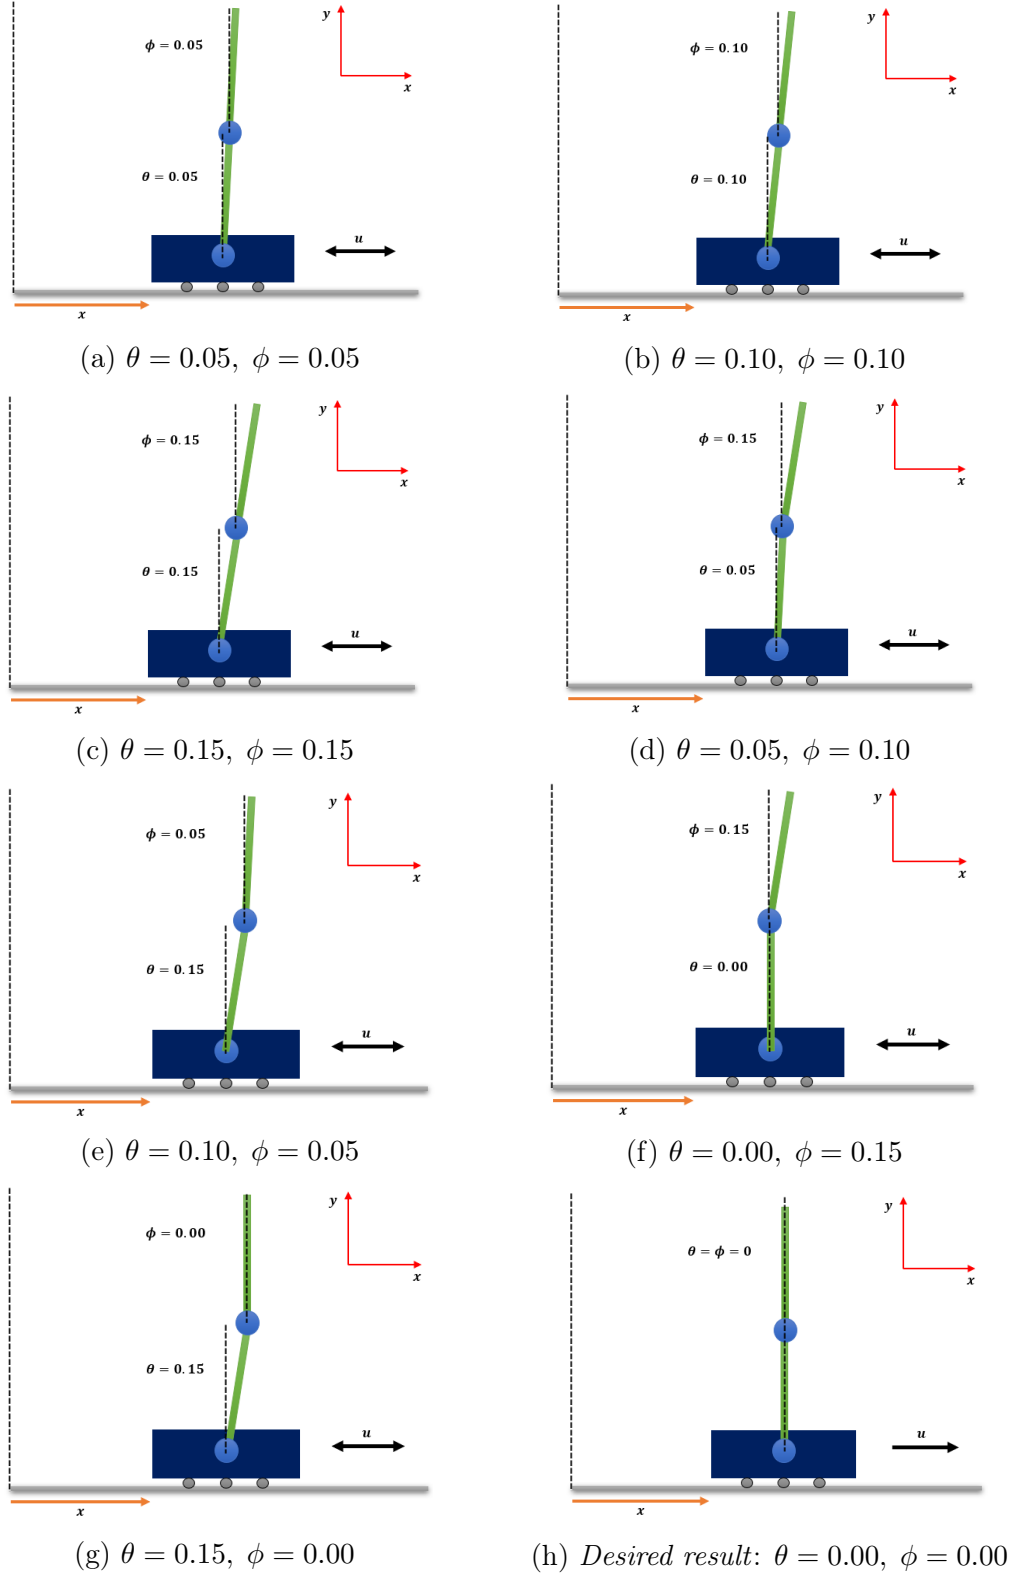 y
ϕ = 0.05
x
θ = 0.05
u
x
(a) θ = 0.05, ϕ = 0.05
y
ϕ = 0.10
x
θ = 0.10
u
x
(b) θ = 0.10, ϕ = 0.10
y
ϕ = 0.15
x
θ = 0.15
u
x
(c) θ = 0.15, ϕ = 0.15
y
ϕ = 0.15
x
θ = 0.05
u
x
(d) θ = 0.05, ϕ = 0.10
y
ϕ = 0.05
x
θ = 0.15
u
x
(e) θ = 0.10, ϕ = 0.05
y
ϕ = 0.15
x
θ = 0.00
u
x
(f) θ = 0.00, ϕ = 0.15
y
ϕ = 0.00
x
θ = 0.15
u
x
(g) θ = 0.15, ϕ = 0.00
y
θ = ϕ = 0
x
u
x
(h) Desired result: θ = 0.00, ϕ = 0.00